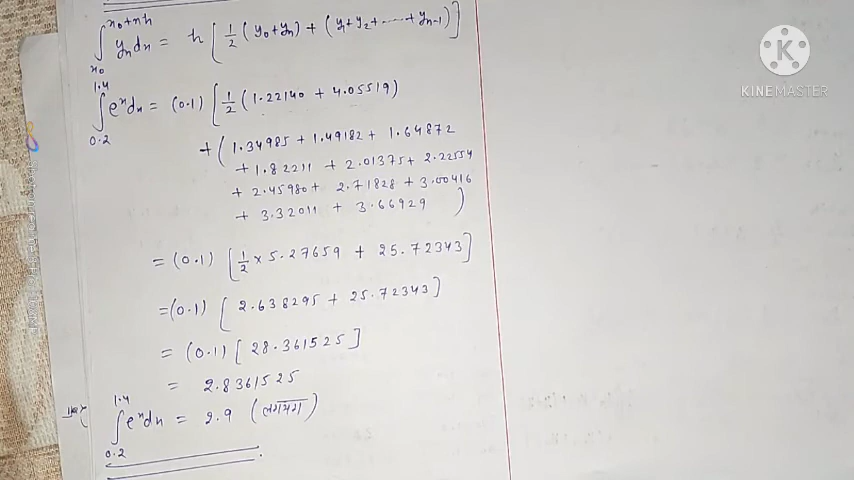 ∫_{x₀}^{x₀+nh} yₙ dx = h [ 1/2 (y₀+yₙ) + (y₁+y₂+......+yₙ₋₁) ]
∫_{0.2}^{1.4} eˣdx = (0.1) [ 1/2 (1.22140 + 4.05519)
+ ( 1.34985 + 1.49182 + 1.64872
+ 1.82211 + 2.01375 + 2.22554
+ 2.45980 + 2.71828 + 3.00416
+ 3.32011 + 3.66929 )
= (0.1) [ 1/2 × 5.27659 + 25.72343 ]
= (0.1) [ 2.638295 + 25.72343 ]
= (0.1) [ 28.361525 ]
= 2.8361525
∫_{0.2}^{1.4} eˣdx = 2.9 (लगभग)
KINEMASTER